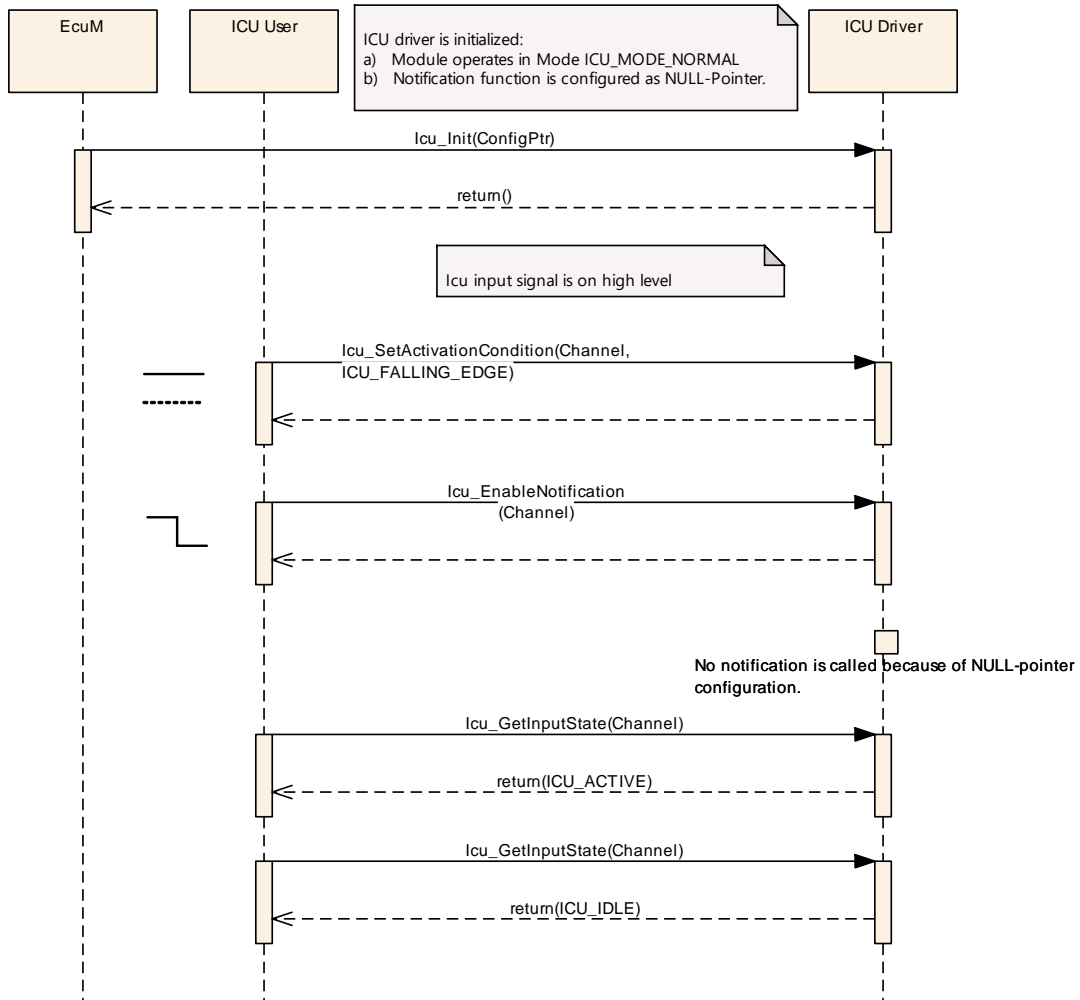 EcuM
ICU User
ICU Driver
ICU driver is initialized:
a) Module operates in Mode ICU_MODE_NORMAL
b) Notification function is configured as NULL-Pointer.
Icu_Init(ConfigPtr)
return()
Icu input signal is on high level
Icu_SetActivationCondition(Channel,
ICU_FALLING_EDGE)
Icu_EnableNotification
(Channel)
No notification is called because of NULL-pointer
configuration.
Icu_GetInputState(Channel)
return(ICU_ACTIVE)
Icu_GetInputState(Channel)
return(ICU_IDLE)